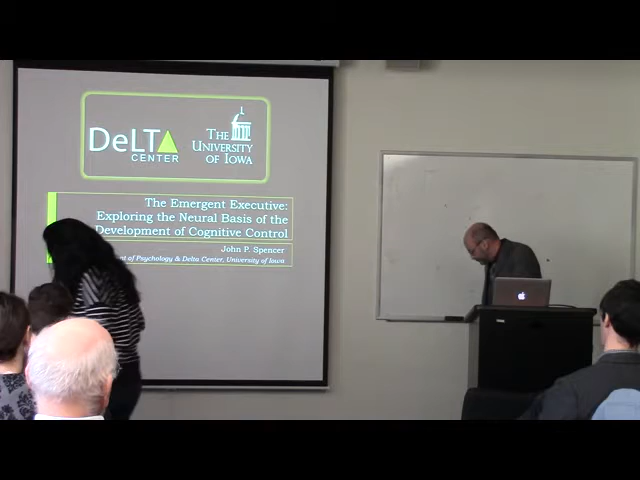 DeLTA
CENTER
THE
UNIVERSITY
OF IOWA
The Emergent Executive:
Exploring the Neural Basis of the
Development of Cognitive Control
John P. Spencer
of Psychology & Delta Center, University of Iowa